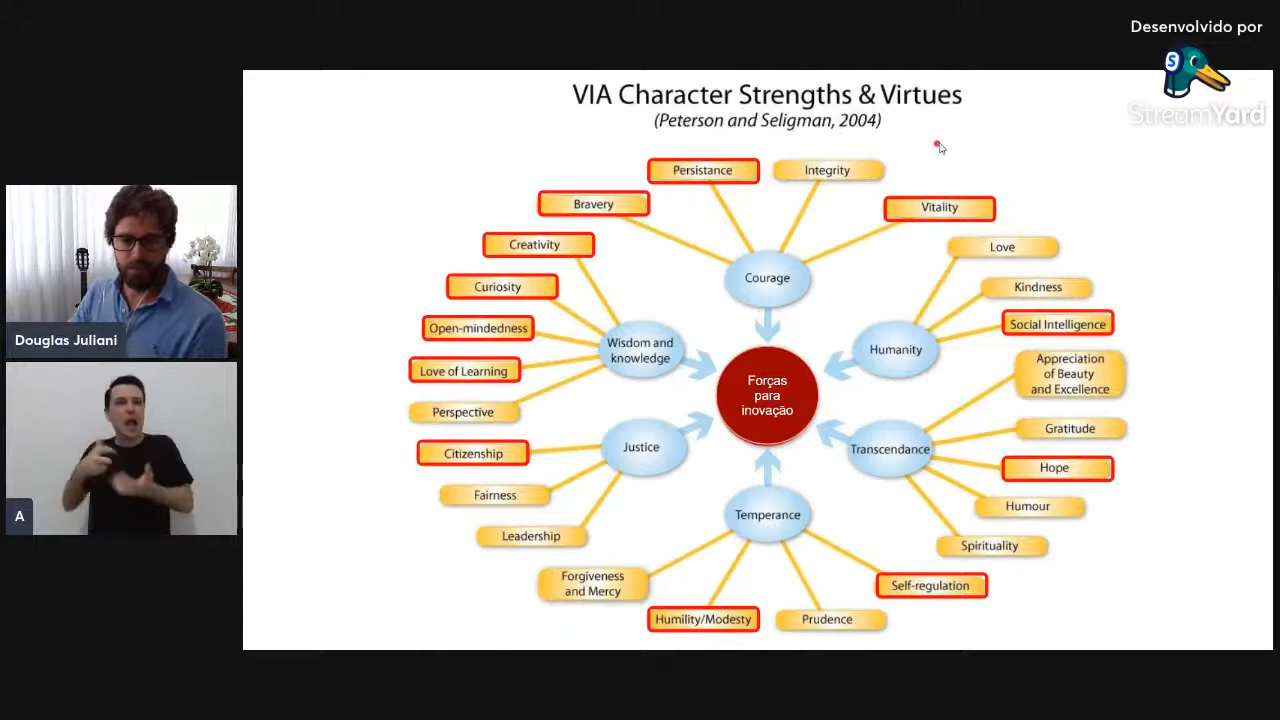 Desenvolvido por
S
StreamYard
VIA Character Strengths & Virtues
(Peterson and Seligman, 2004)
Persistance
Integrity
Bravery
Vitality
Creativity
Love
Curiosity
Courage
Kindness
Open-mindedness
Social Intelligence
Wisdom and
knowledge
Humanity
Love of Learning
Appreciation
of Beauty
and Excellence
Forças
para
inovação
Perspective
Gratitude
Citizenship
Justice
Transcendance
Hope
Fairness
Humour
Temperance
Leadership
Spirituality
Forgiveness
and Mercy
Self-regulation
Humility/Modesty
Prudence
Douglas Juliani
A